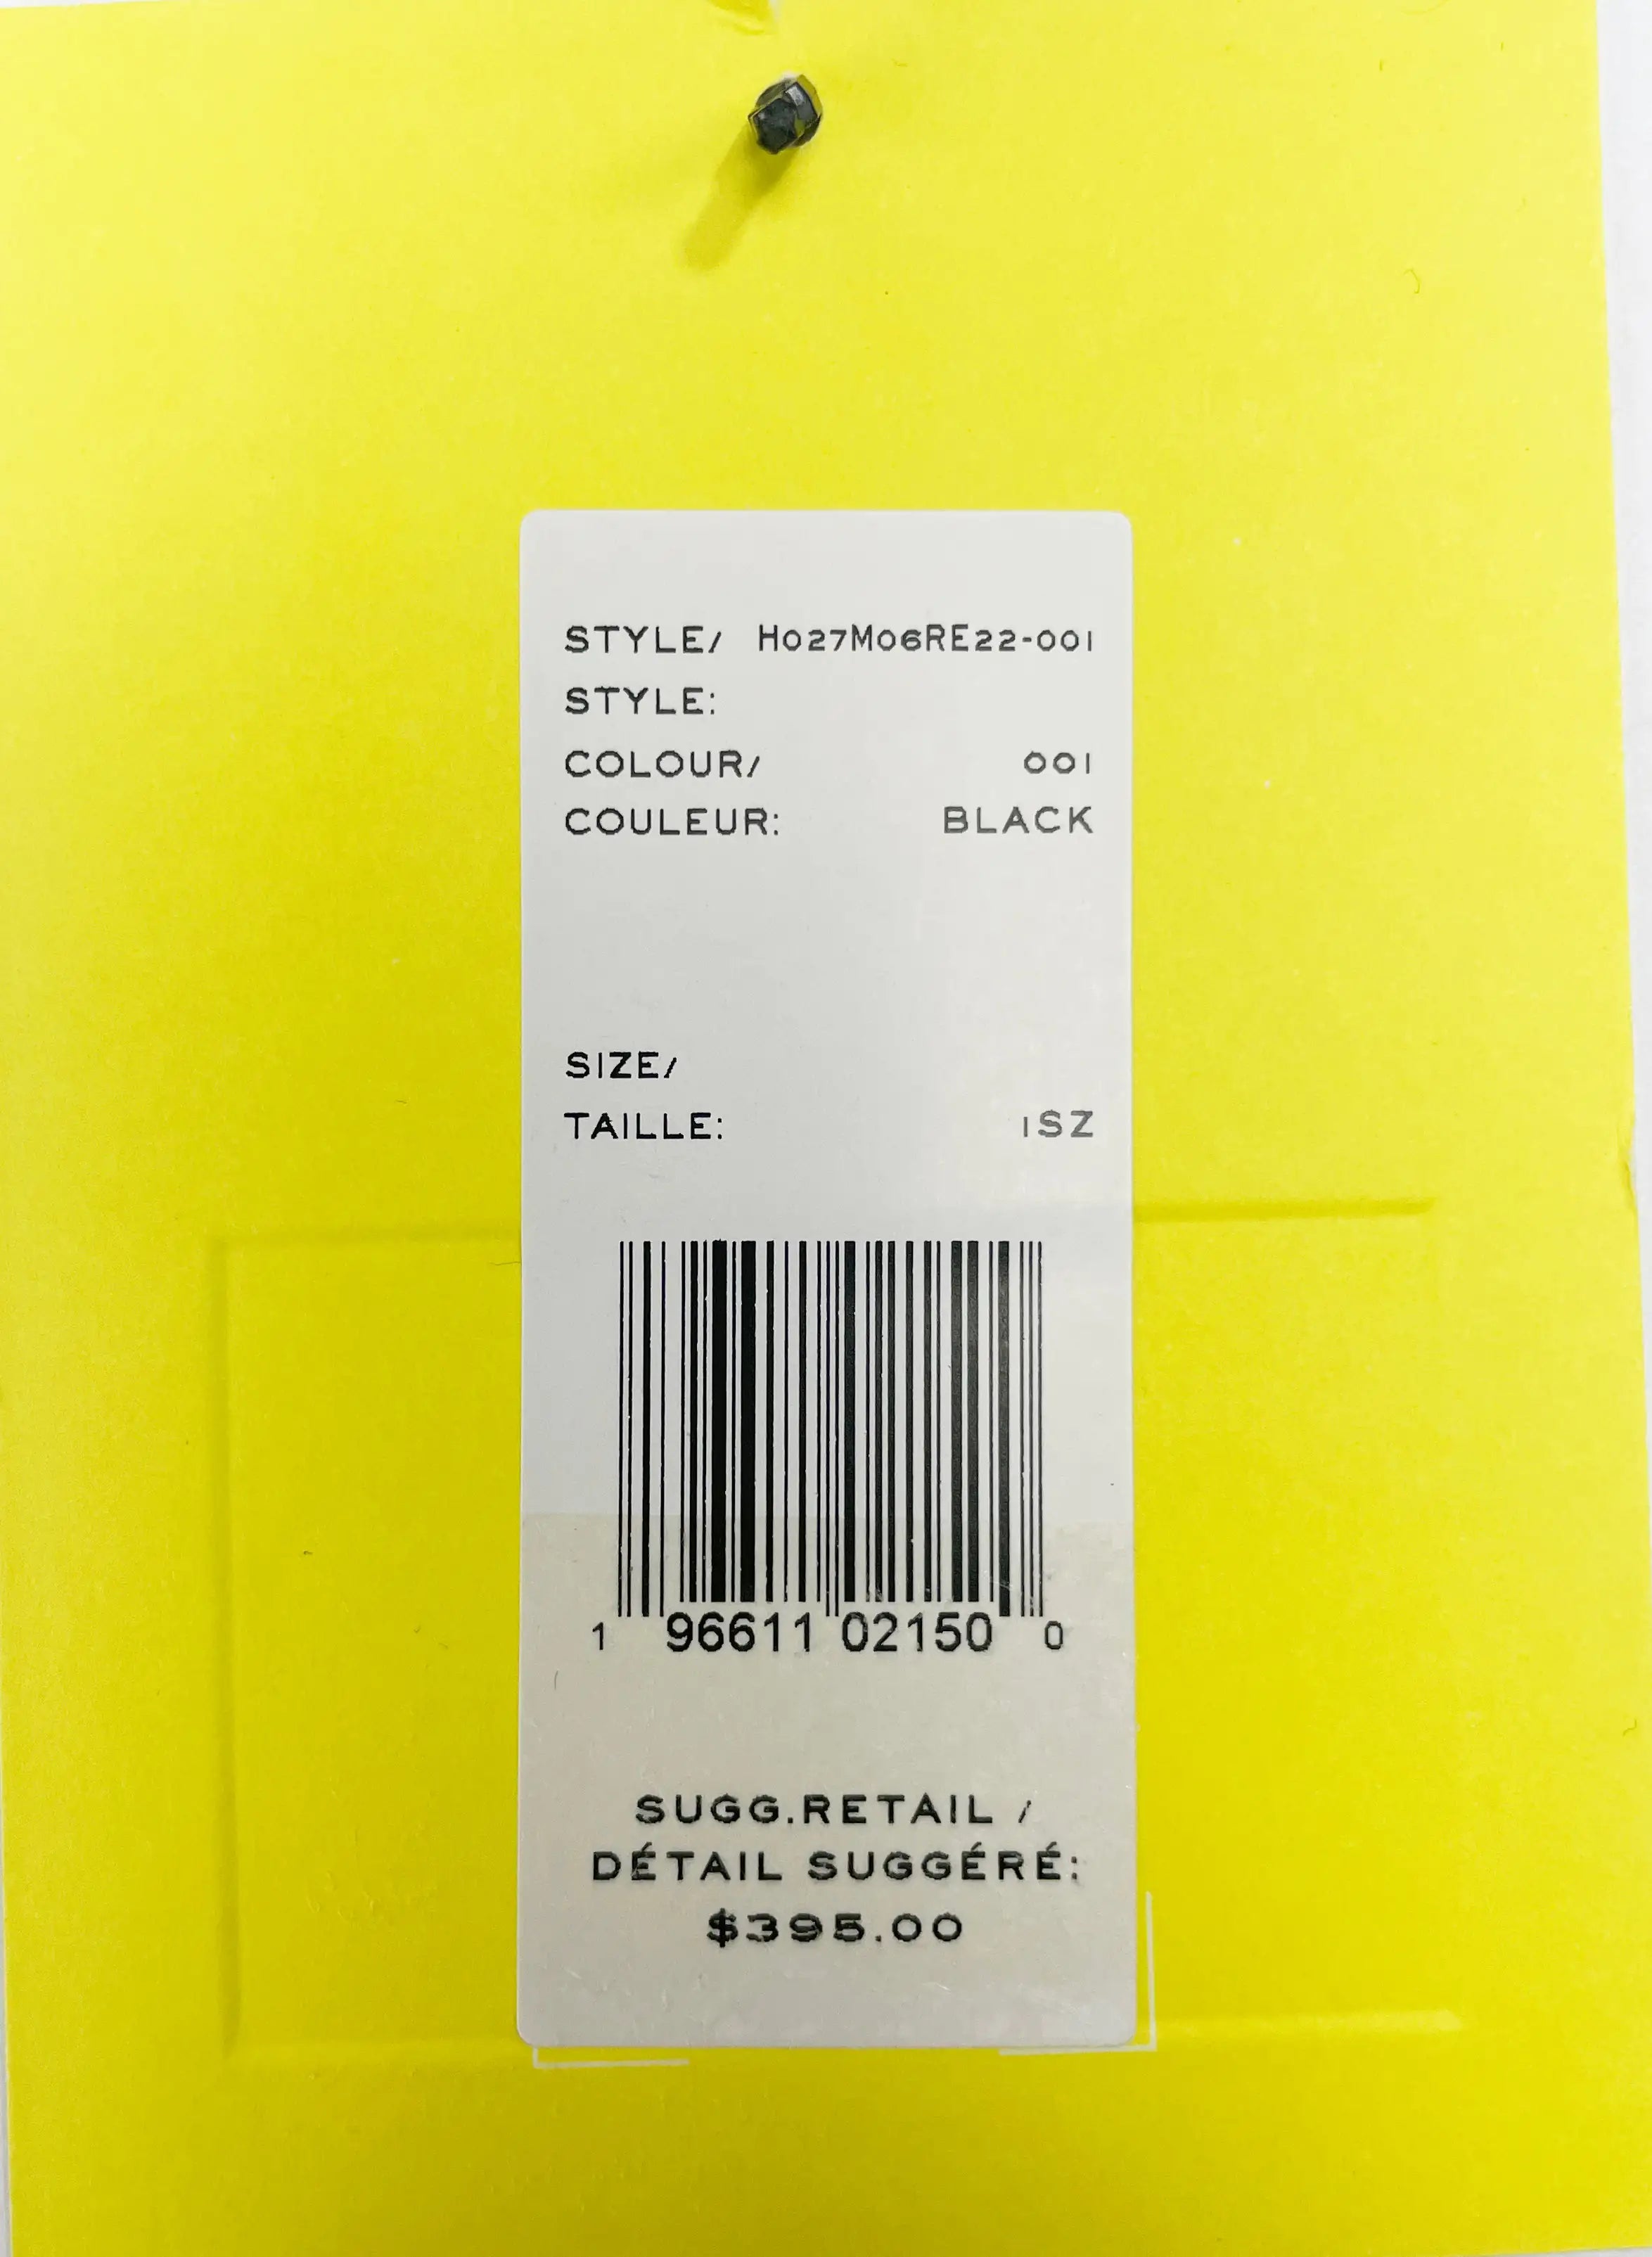 STYLE/ H027M06RE22-001
STYLE:
COLOUR/ 001
COULEUR: BLACK
SIZE/
TAILLE: 1SZ
1 96611 02150 0
SUGG.RETAIL /
DÉTAIL SUGGÉRÉ:
$395.00